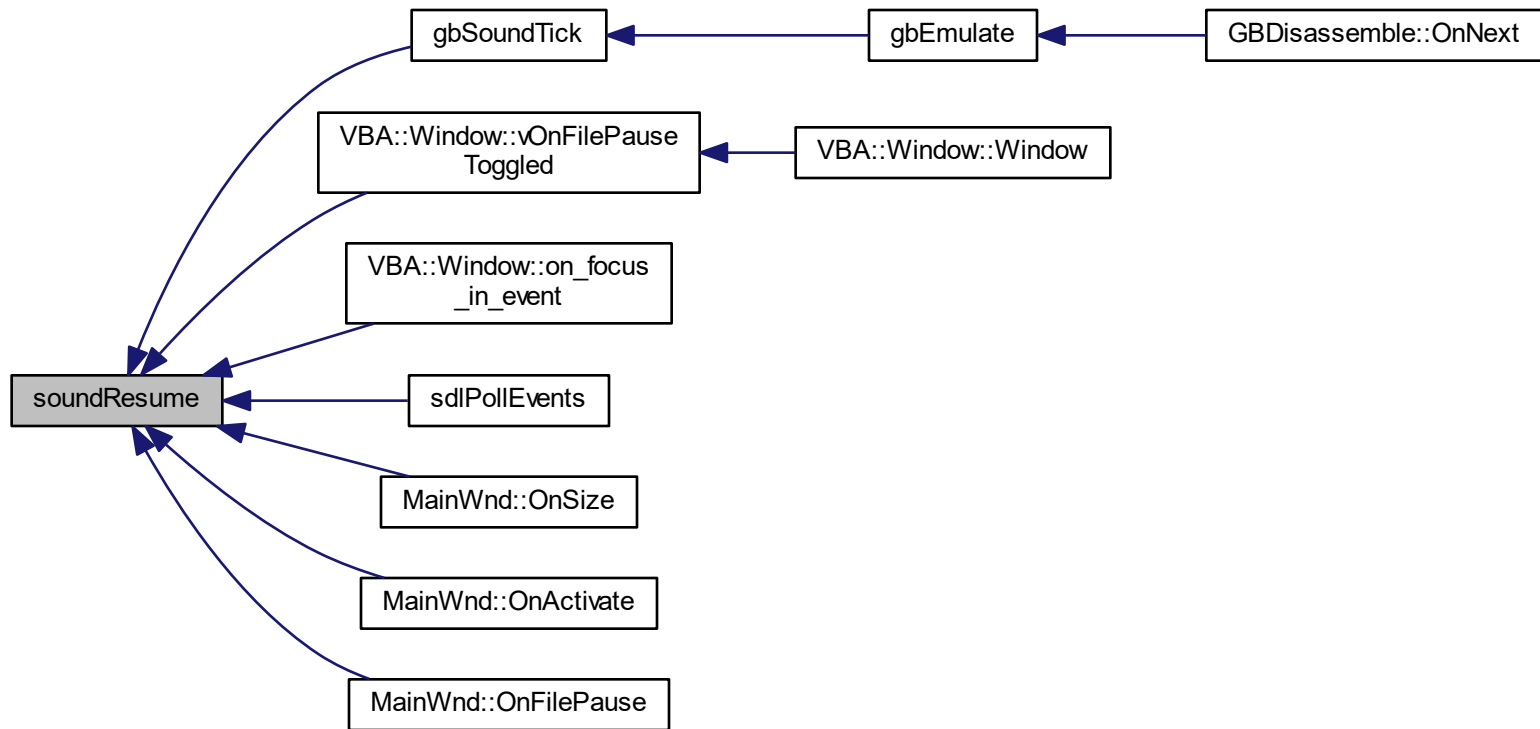 gbSoundTick
gbEmulate
GBDisassemble::OnNext
VBA::Window::vOnFilePause
Toggled
VBA::Window::Window
VBA::Window::on_focus
_in_event
soundResume
sdlPollEvents
MainWnd::OnSize
MainWnd::OnActivate
MainWnd::OnFilePause